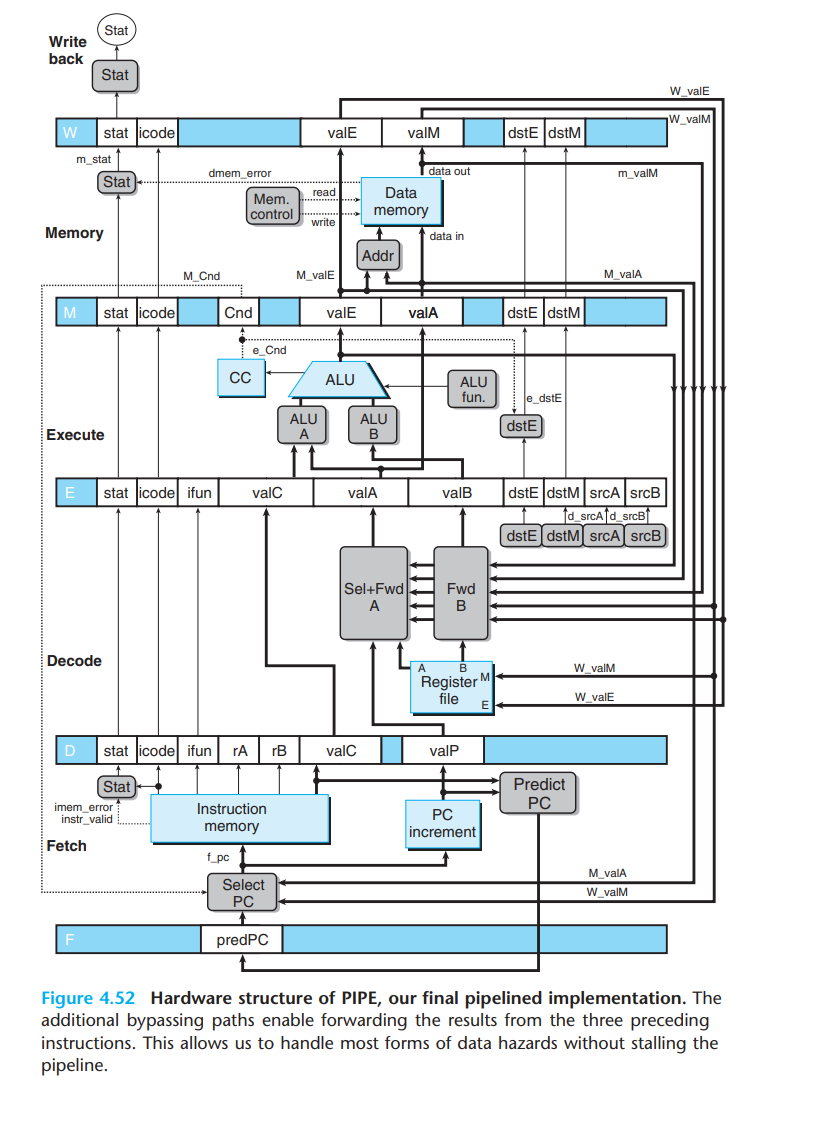 Stat
Write
back
Stat
W_valE
W stat icode valE valM dstE dstM
W_valM
m_stat
Stat
dmem_error
data out
m_valM
read
Mem.
control
write
Data
memory
Memory
data in
Addr
M_Cnd
M_valE
M_valA
M stat icode Cnd valE valA dstE dstM
e_Cnd
CC
ALU
ALU
fun.
e_dstE
ALU
A
ALU
B
dstE
Execute
E stat icode ifun valC valA valB dstE dstM srcA srcB
d_srcA d_srcB
dstE dstM srcA srcB
Sel+Fwd
A
Fwd
B
Decode
A B
M
Register
file
E
W_valM
W_valE
D stat icode ifun rA rB valC valP
Stat
imem_error
instr_valid
Instruction
memory
PC
increment
Predict
PC
Fetch
f_pc
M_valA
W_valM
Select
PC
F predPC
Figure 4.52 Hardware structure of PIPE, our final pipelined implementation. The
additional bypassing paths enable forwarding the results from the three preceding
instructions. This allows us to handle most forms of data hazards without stalling the
pipeline.